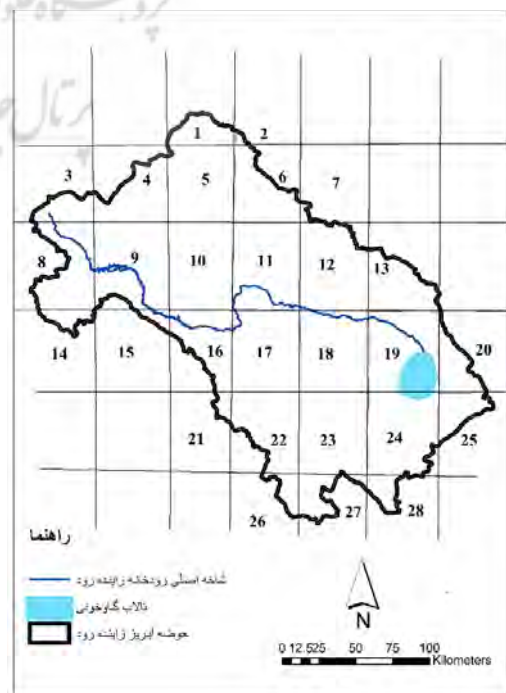 1 2
3 4 5 6 7
8 9 10 11 12 13
14 15 16 17 18 19 20
21 22 23 24 25
26 27 28
راهنما
شاخه اصلی رودخانه زاینده رود
تالاب گاوخونی
حوضه آبریز زاینده رود
N
0 12.525 50 75 100
Kilometers